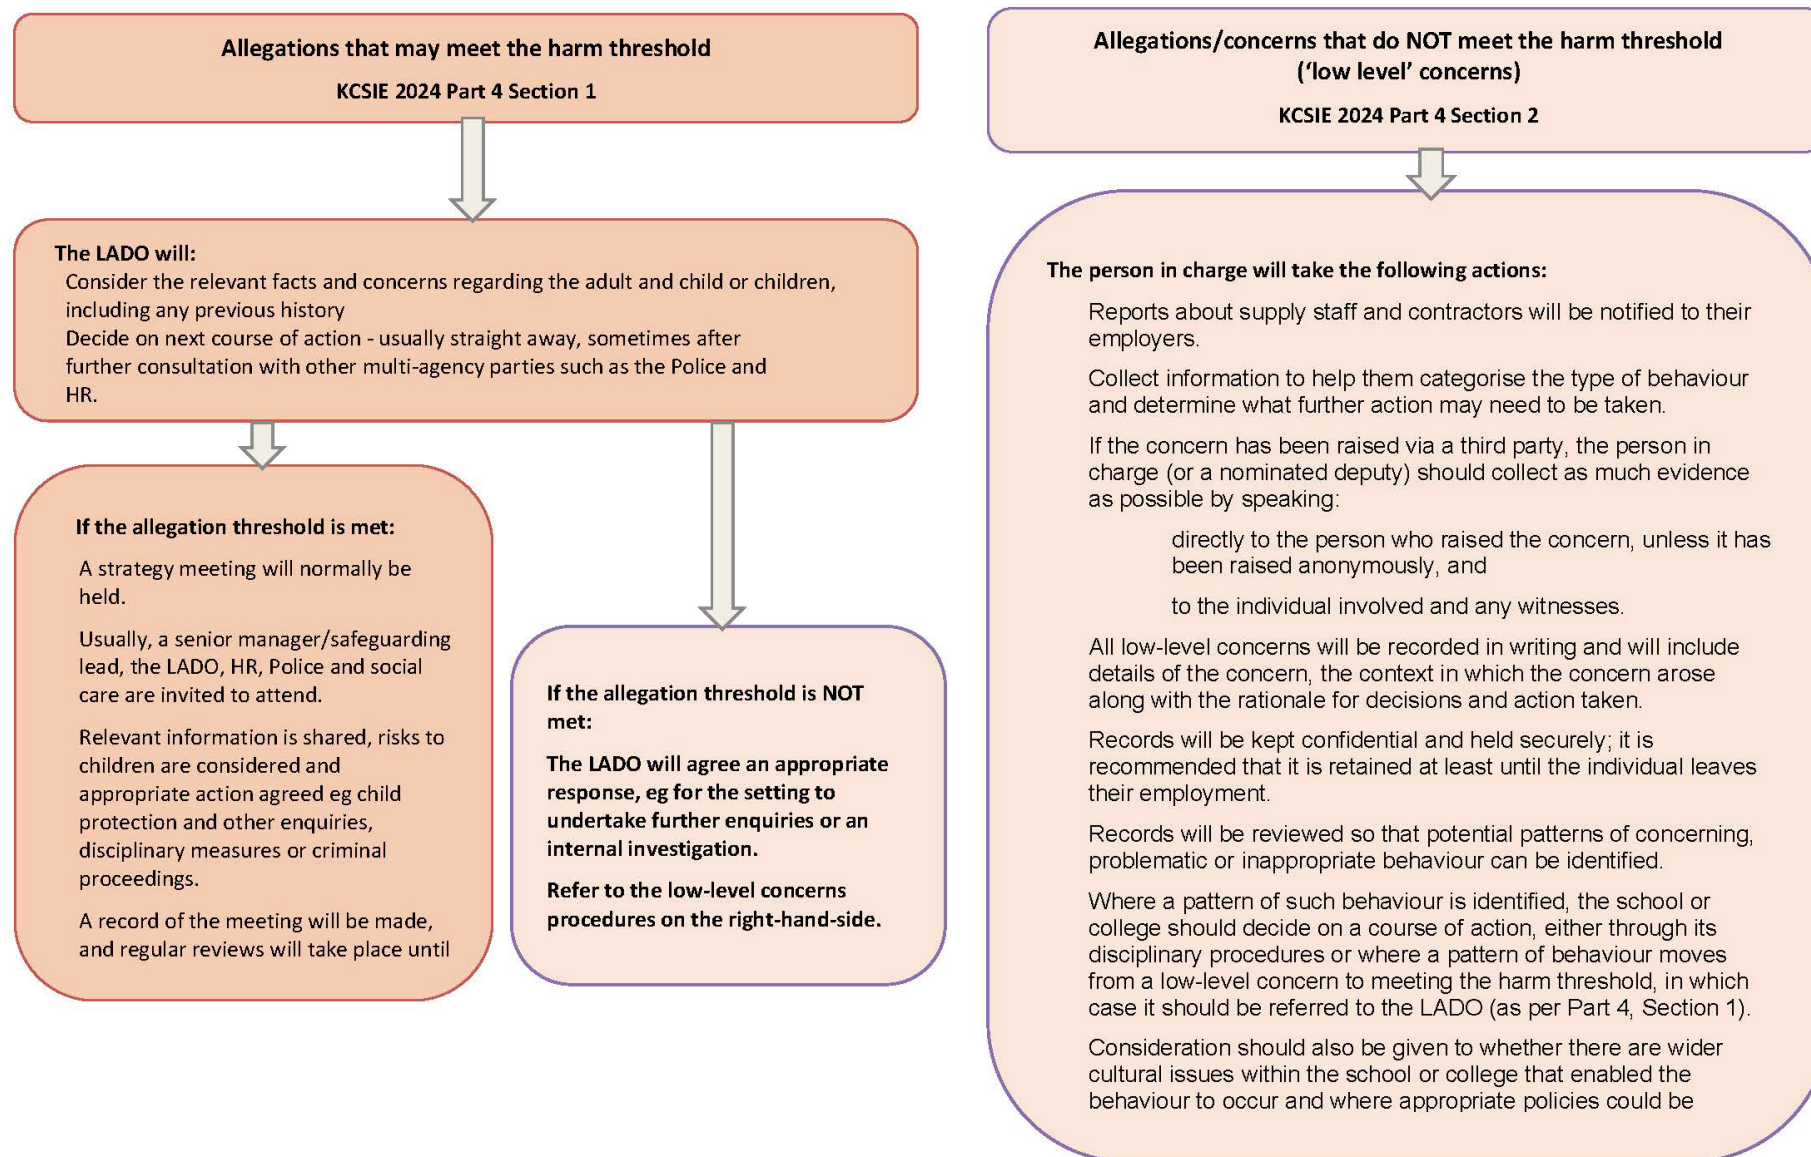 Allegations that may meet the harm threshold
KCSIE 2024 Part 4 Section 1
The LADO will:
Consider the relevant facts and concerns regarding the adult and child or children,
including any previous history
Decide on next course of action - usually straight away, sometimes after
further consultation with other multi-agency parties such as the Police and
HR.
If the allegation threshold is met:
A strategy meeting will normally be
held.
Usually, a senior manager/safeguarding
lead, the LADO, HR, Police and social
care are invited to attend.
Relevant information is shared, risks to
children are considered and
appropriate action agreed eg child
protection and other enquiries,
disciplinary measures or criminal
proceedings.
A record of the meeting will be made,
and regular reviews will take place until
If the allegation threshold is NOT
met:
The LADO will agree an appropriate
response, eg for the setting to
undertake further enquiries or an
internal investigation.
Refer to the low-level concerns
procedures on the right-hand-side.
Allegations/concerns that do NOT meet the harm threshold
(‘low level’ concerns)
KCSIE 2024 Part 4 Section 2
The person in charge will take the following actions:
Reports about supply staff and contractors will be notified to their
employers.
Collect information to help them categorise the type of behaviour
and determine what further action may need to be taken.
If the concern has been raised via a third party, the person in
charge (or a nominated deputy) should collect as much evidence
as possible by speaking:
directly to the person who raised the concern, unless it has
been raised anonymously, and
to the individual involved and any witnesses.
All low-level concerns will be recorded in writing and will include
details of the concern, the context in which the concern arose
along with the rationale for decisions and action taken.
Records will be kept confidential and held securely; it is
recommended that it is retained at least until the individual leaves
their employment.
Records will be reviewed so that potential patterns of concerning,
problematic or inappropriate behaviour can be identified.
Where a pattern of such behaviour is identified, the school or
college should decide on a course of action, either through its
disciplinary procedures or where a pattern of behaviour moves
from a low-level concern to meeting the harm threshold, in which
case it should be referred to the LADO (as per Part 4, Section 1).
Consideration should also be given to whether there are wider
cultural issues within the school or college that enabled the
behaviour to occur and where appropriate policies could be